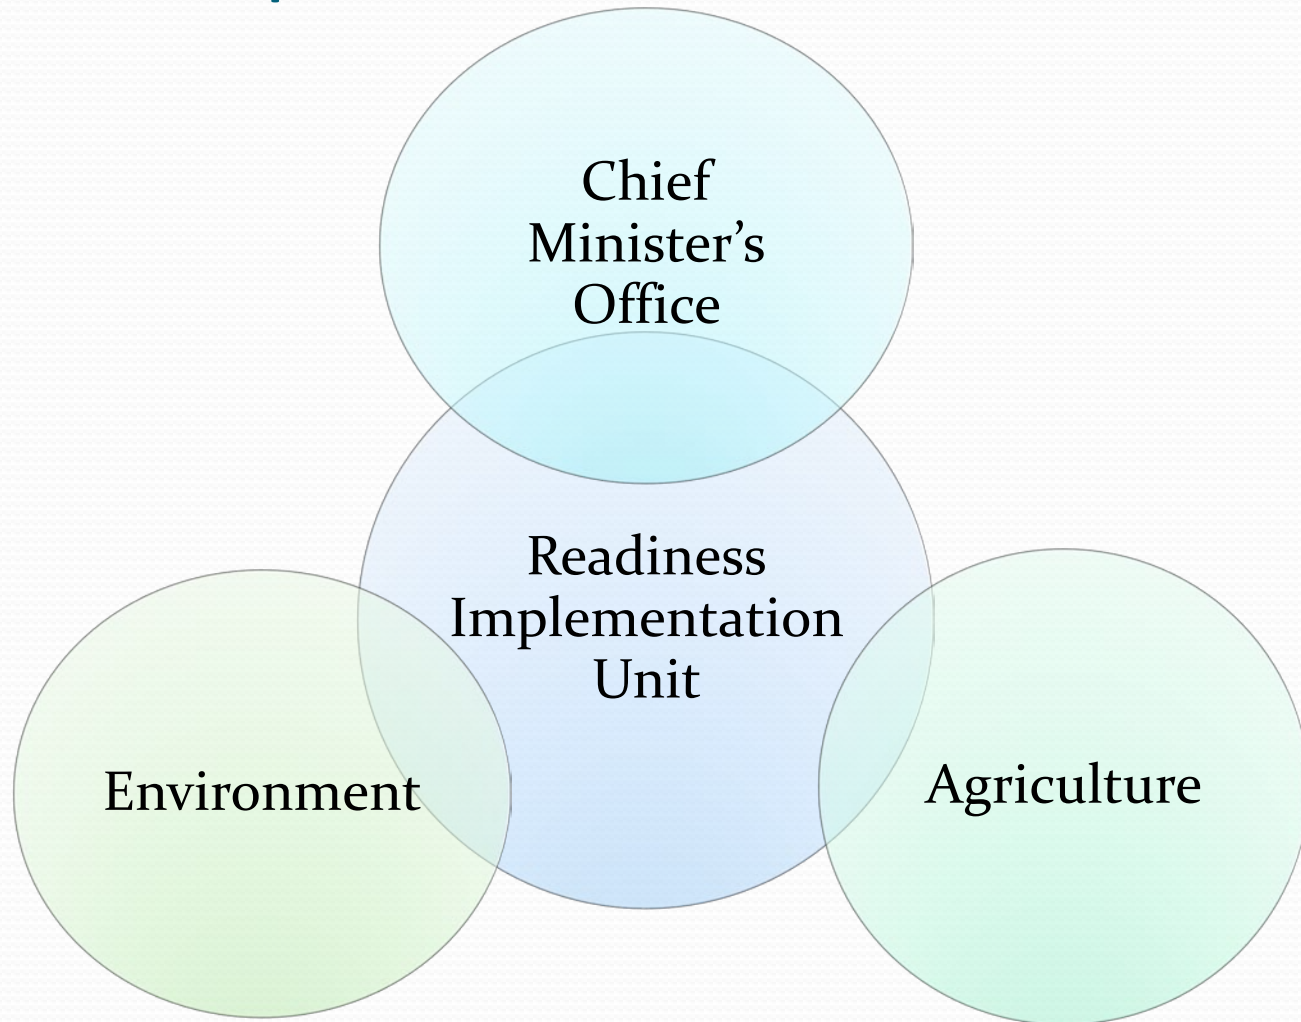 Chief
Minister’s
Office
Readiness
Implementation
Unit
Environment
Agriculture